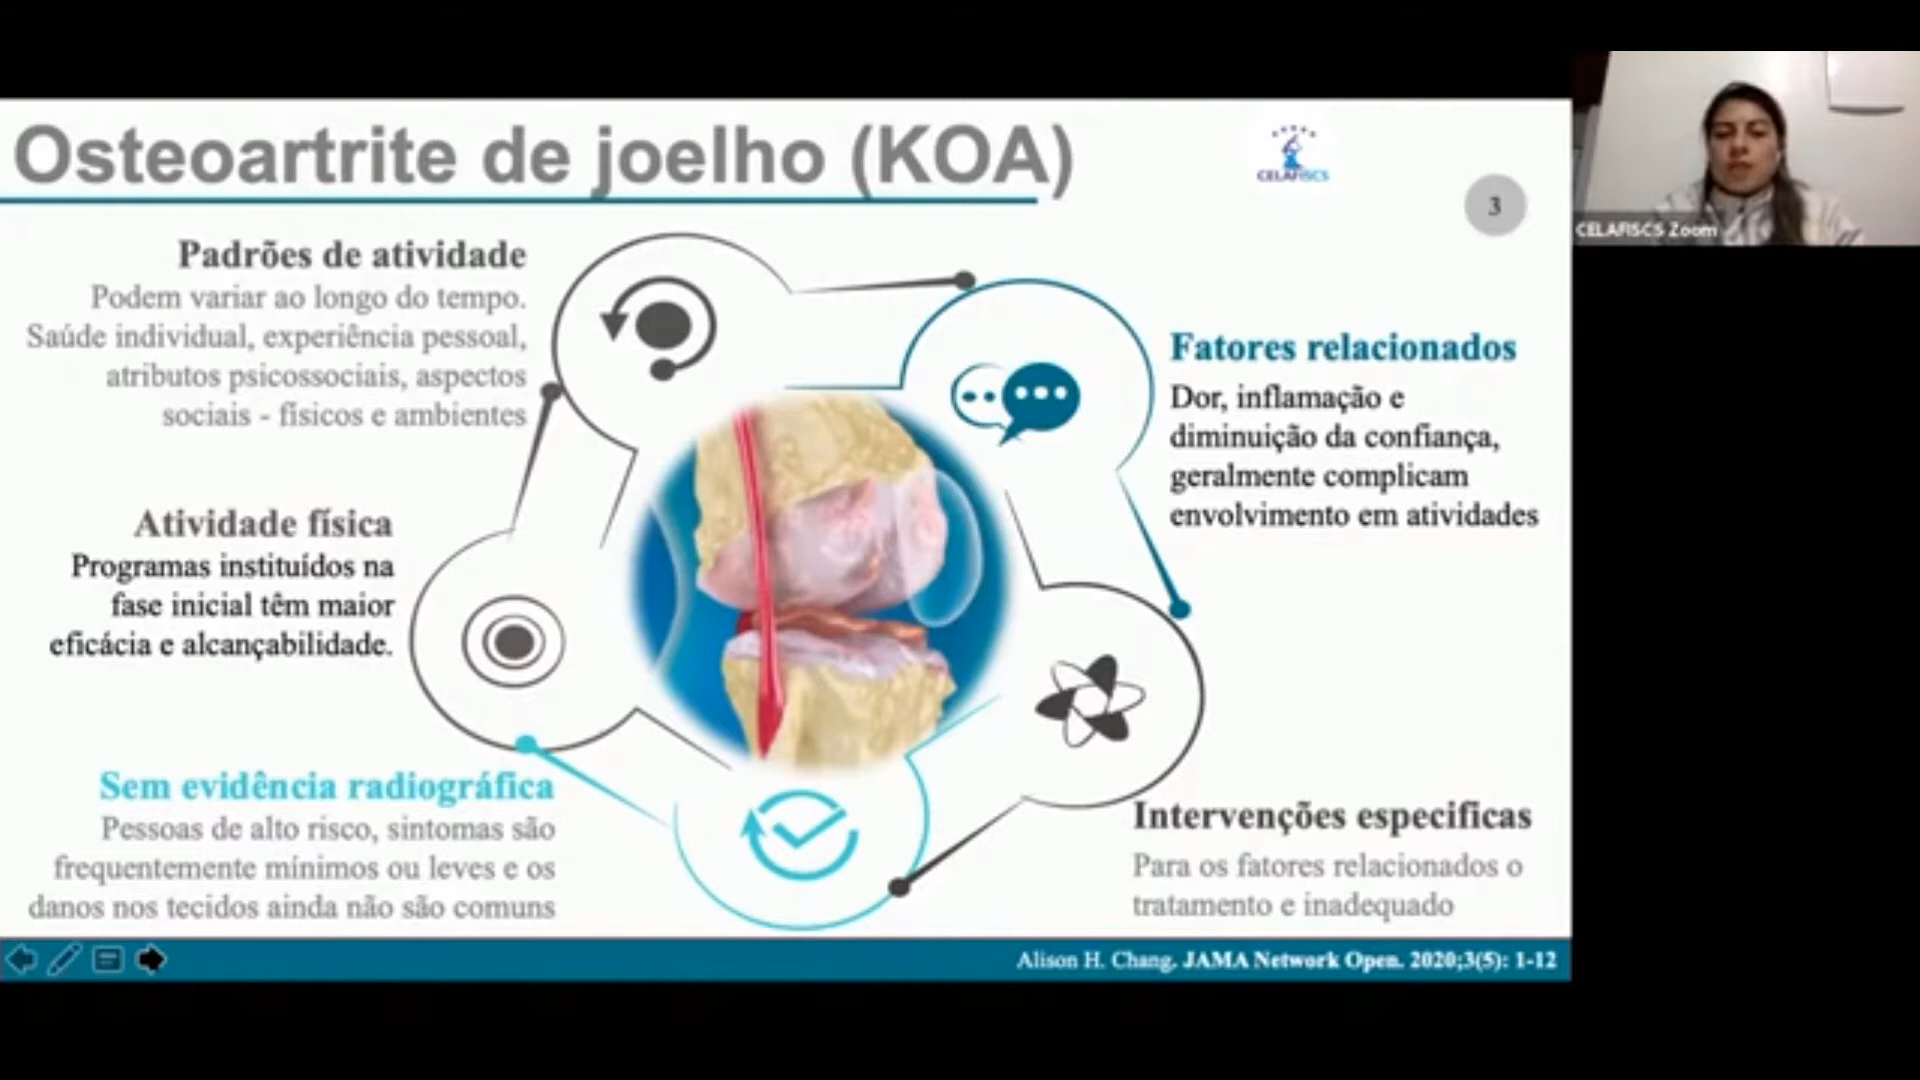 Osteoartrite de joelho (KOA)
CELAFISCS
3
CELAFISCS Zoom
Padrões de atividade
Podem variar ao longo do tempo.
Saúde individual, experiência pessoal,
atributos psicossociais, aspectos
sociais - físicos e ambientes
Fatores relacionados
Dor, inflamação e
diminuição da confiança,
geralmente complicam
envolvimento em atividades
Atividade física
Programas instituídos na
fase inicial têm maior
eficácia e alcançabilidade.
Sem evidência radiográfica
Pessoas de alto risco, sintomas são
frequentemente mínimos ou leves e os
danos nos tecidos ainda não são comuns
Intervenções especificas
Para os fatores relacionados o
tratamento e inadequado
Alison H. Chang. JAMA Network Open. 2020;3(5): 1-12